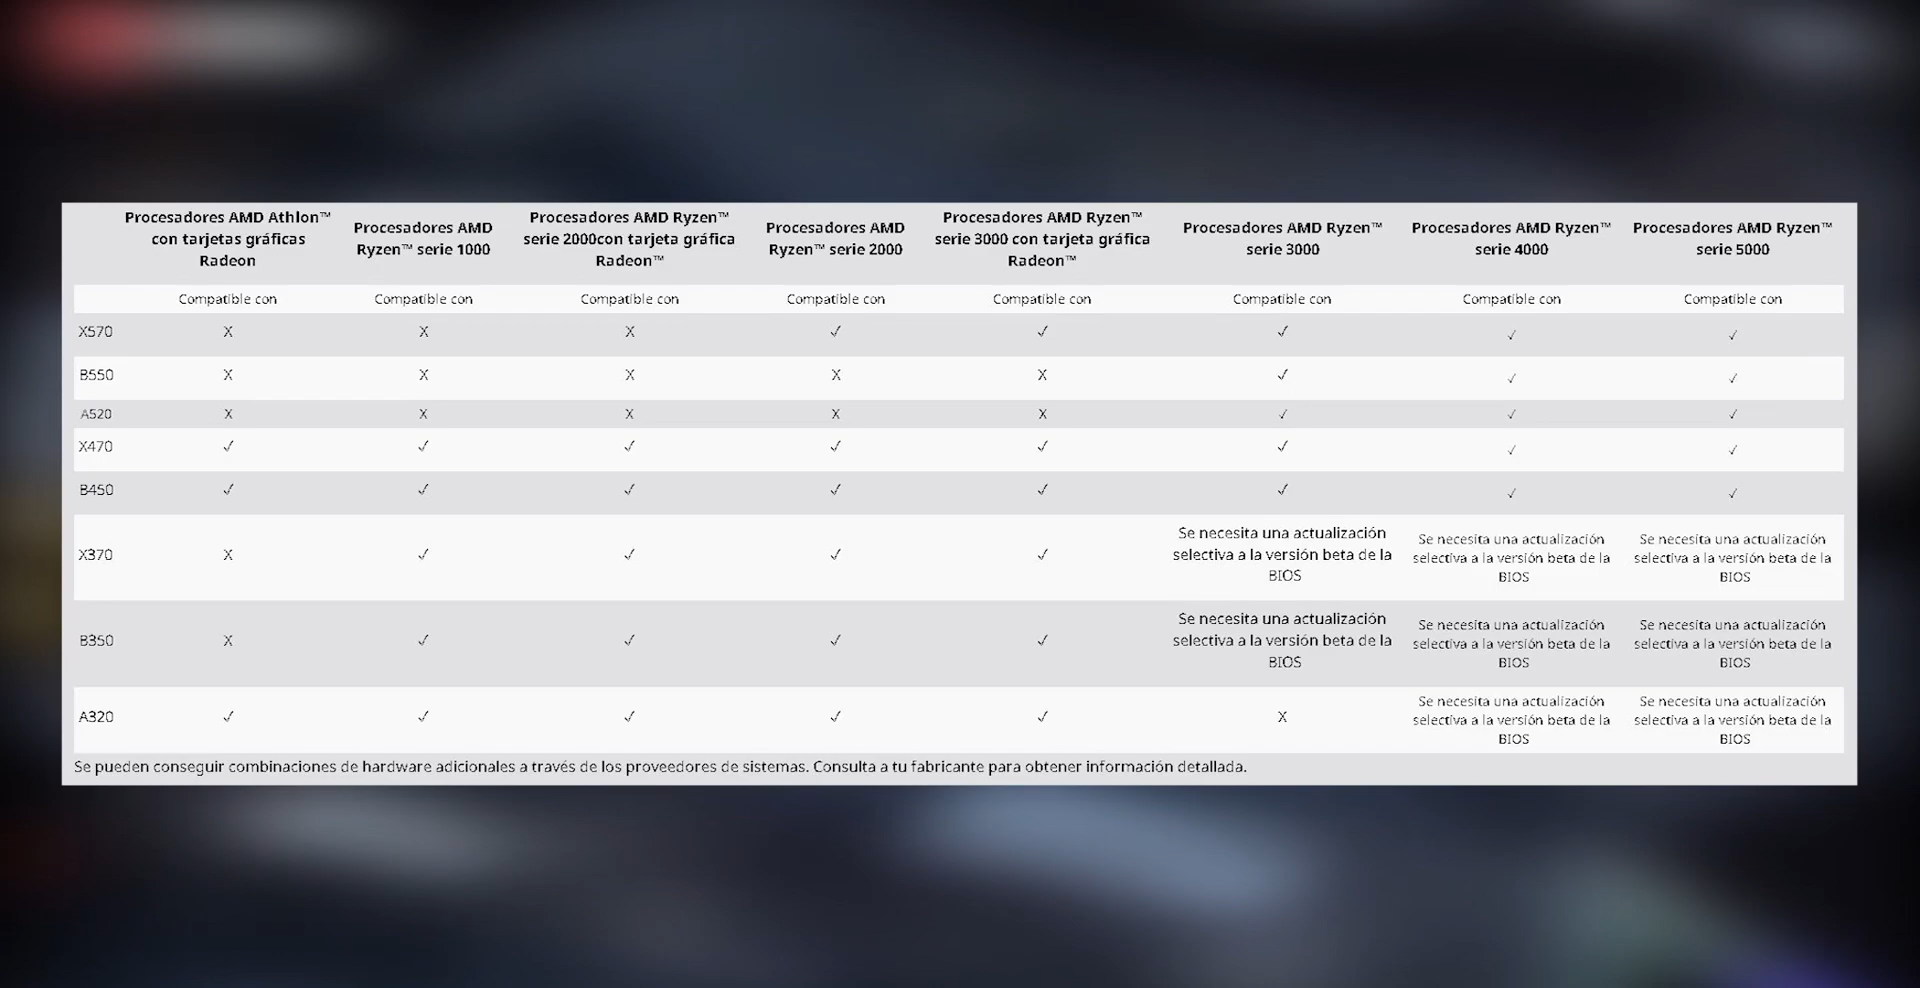 Procesadores AMD Athlon™ con tarjetas gráficas Radeon
Procesadores AMD Ryzen™ serie 1000
Procesadores AMD Ryzen™ serie 2000con tarjeta gráfica Radeon™
Procesadores AMD Ryzen™ serie 2000
Procesadores AMD Ryzen™ serie 3000 con tarjeta gráfica Radeon™
Procesadores AMD Ryzen™ serie 3000
Procesadores AMD Ryzen™ serie 4000
Procesadores AMD Ryzen™ serie 5000
Compatible con Compatible con Compatible con Compatible con Compatible con Compatible con Compatible con Compatible con
X570 X X X ✓ ✓ ✓ ✓ ✓
B550 X X X X X ✓ ✓ ✓
A520 X X X X X ✓ ✓ ✓
X470 ✓ ✓ ✓ ✓ ✓ ✓ ✓ ✓
B450 ✓ ✓ ✓ ✓ ✓ ✓ ✓ ✓
X370 X ✓ ✓ ✓ ✓ Se necesita una actualización selectiva a la versión beta de la BIOS Se necesita una actualización selectiva a la versión beta de la BIOS Se necesita una actualización selectiva a la versión beta de la BIOS
B350 X ✓ ✓ ✓ ✓ Se necesita una actualización selectiva a la versión beta de la BIOS Se necesita una actualización selectiva a la versión beta de la BIOS Se necesita una actualización selectiva a la versión beta de la BIOS
A320 ✓ ✓ ✓ ✓ ✓ X Se necesita una actualización selectiva a la versión beta de la BIOS Se necesita una actualización selectiva a la versión beta de la BIOS
Se pueden conseguir combinaciones de hardware adicionales a través de los proveedores de sistemas. Consulta a tu fabricante para obtener información detallada.